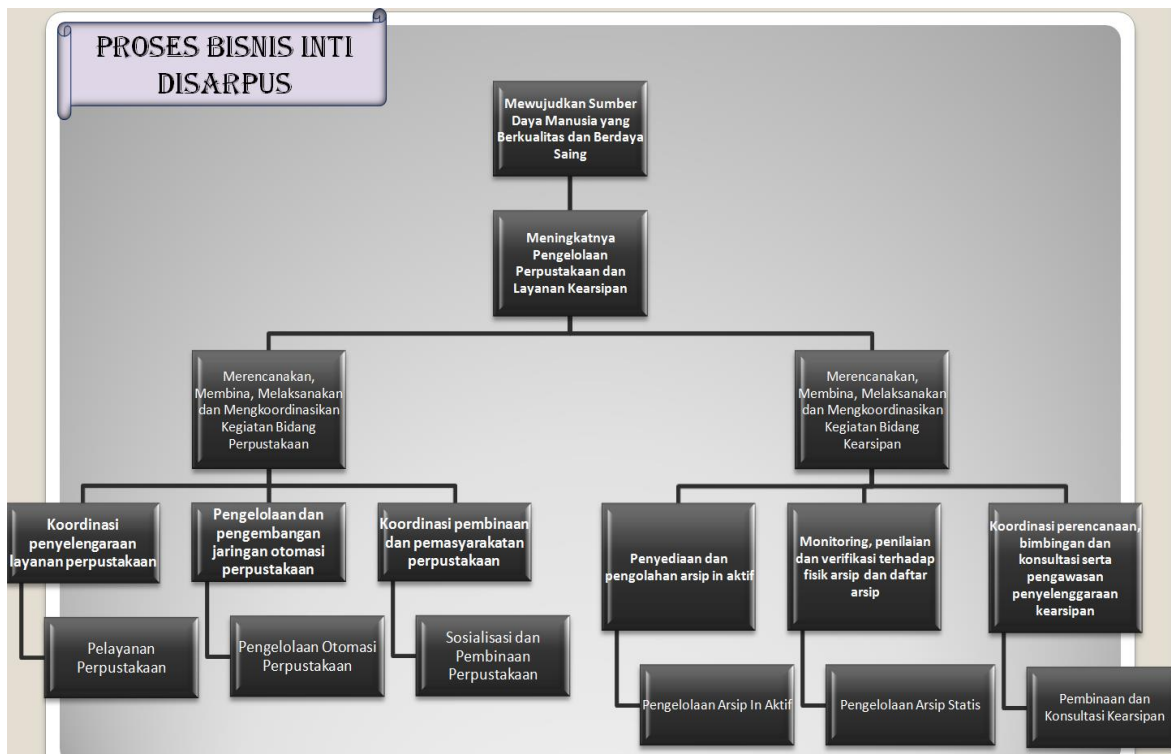 PROSES BISNIS INTI
DISARPUS
Mewujudkan Sumber
Daya Manusia yang
Berkualitas dan Berdaya
Saing
Meningkatnya
Pengelolaan
Perpustakaan dan
Layanan Kearsipan
Merencanakan,
Membina, Melaksanakan
dan Mengkoordinasikan
Kegiatan Bidang
Perpustakaan
Merencanakan,
Membina, Melaksanakan
dan Mengkoordinasikan
Kegiatan Bidang
Kearsipan
Koordinasi
penyelengaraan
layanan perpustakaan
Pengelolaan dan
pengembangan
jaringan otomasi
perpustakaan
Koordinasi pembinaan
dan pemasyarakatan
perpustakaan
Penyediaan dan
pengolahan arsip in aktif
Monitoring, penilaian
dan verifikasi terhadap
fisik arsip dan daftar
arsip
Koordinasi perencanaan,
bimbingan dan
konsultasi serta
pengawasan
penyelenggaraan
kearsipan
Pelayanan
Perpustakaan
Pengelolaan Otomasi
Perpustakaan
Sosialisasi dan
Pembinaan
Perpustakaan
Pengelolaan Arsip In Aktif
Pengelolaan Arsip Statis
Pembinaan dan
Konsultasi Kearsipan